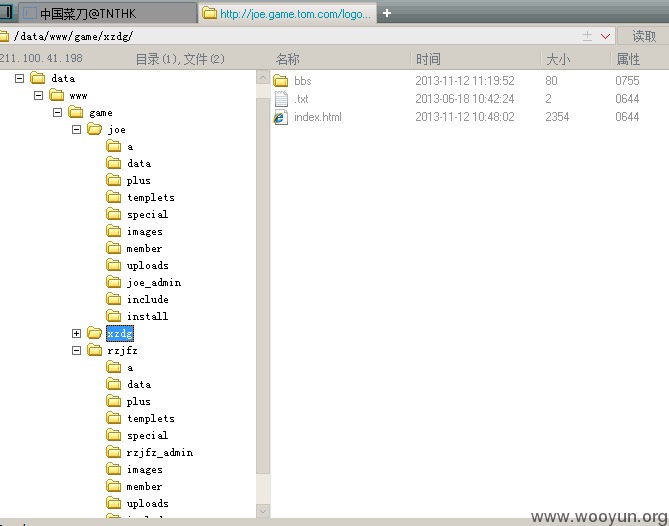 中国菜刀@TNTHK
http://joe.game.tom.com/logo...
/data/www/game/xzdg/ 读取
211.100.41.198 目录(1),文件(2) 名称 时间 大小 属性
data
www
game
joe
a
data
plus
templets
special
images
member
uploads
joe_admin
include
install
xzdg
rzjfz
a
data
plus
templets
special
rzjfz_admin
images
member
uploads
bbs 2013-11-12 11:19:52 80 0755
.txt 2013-06-18 10:42:24 2 0644
index.html 2013-11-12 10:48:02 2354 0644
www.wooyun.org